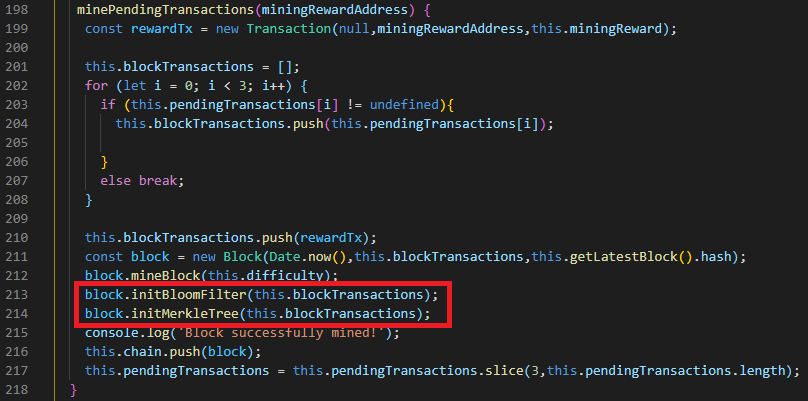 198 minePendingTransactions(miningRewardAddress) {
199 const rewardTx = new Transaction(null,miningRewardAddress,this.miningReward);
200
201 this.blockTransactions = [];
202 for (let i = 0; i < 3; i++) {
203 if (this.pendingTransactions[i] != undefined){
204 this.blockTransactions.push(this.pendingTransactions[i]);
205
206 }
207 else break;
208 }
209
210 this.blockTransactions.push(rewardTx);
211 const block = new Block(Date.now(),this.blockTransactions,this.getLatestBlock().hash);
212 block.mineBlock(this.difficulty);
213 block.initBloomFilter(this.blockTransactions);
214 block.initMerkleTree(this.blockTransactions);
215 console.log('Block successfully mined!');
216 this.chain.push(block);
217 this.pendingTransactions = this.pendingTransactions.slice(3,this.pendingTransactions.length);
218 }